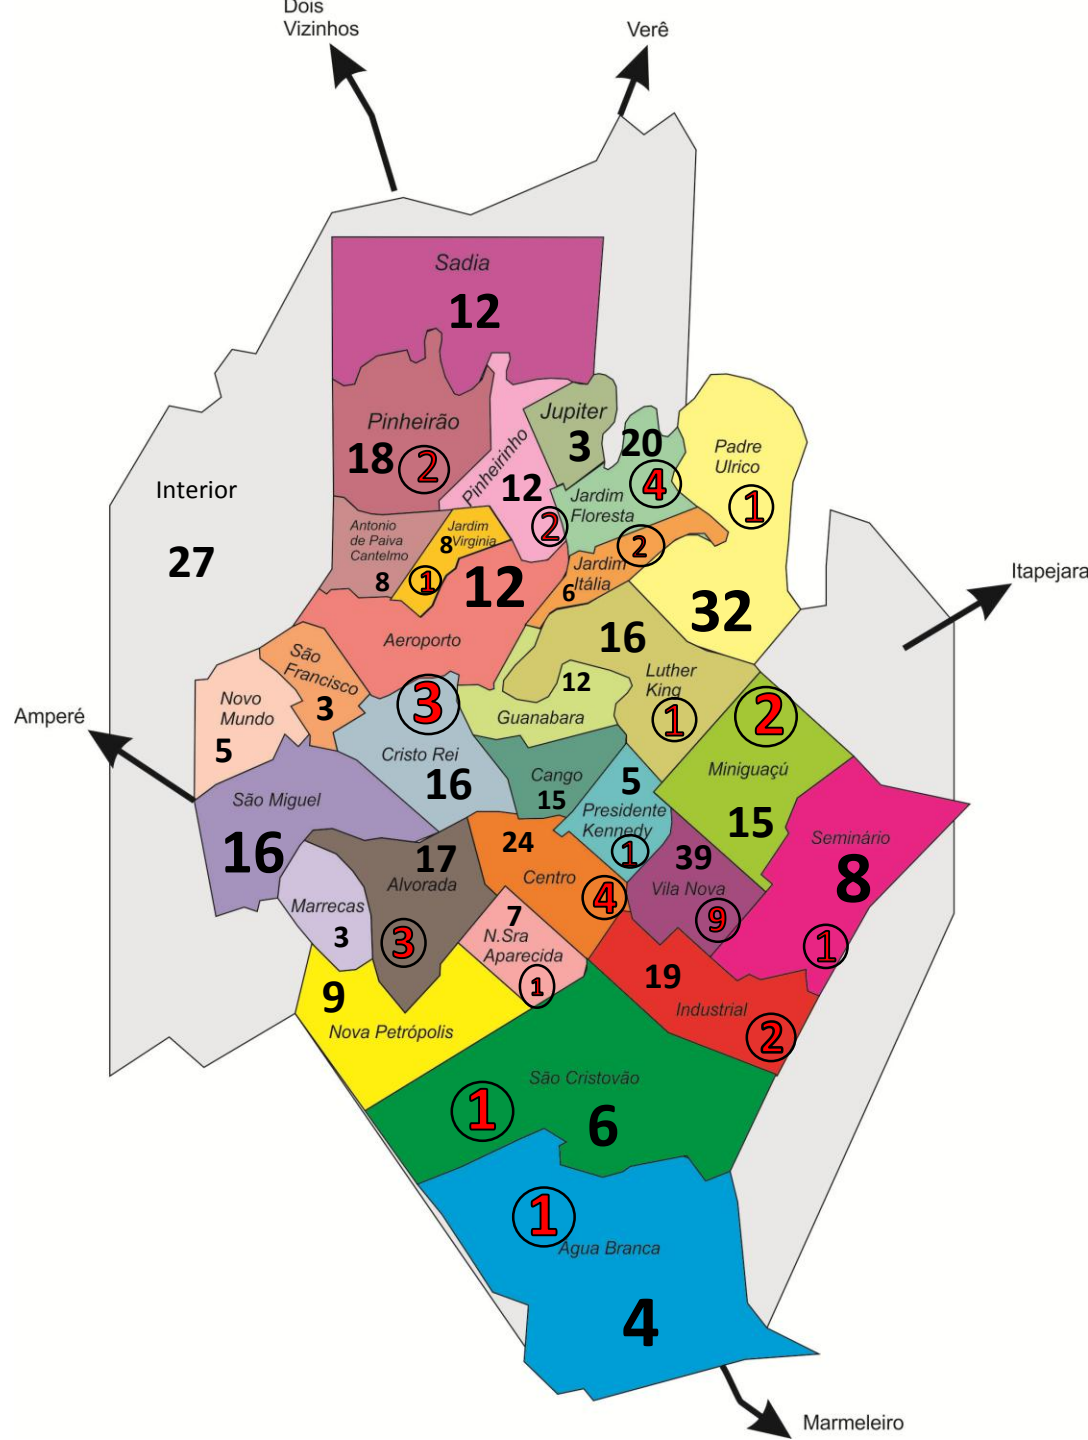 Dois
Vizinhos
Verê
Sadia
12
Pinheirão
18
2
Pinheirinho
12
2
Jupiter
3
20
4
Jardim
Floresta
Padre
Ulrico
1
32
Interior
27
Antonio
de Paiva
Cantelmo
8
Jardim
Virginia
8
1
2
Jardim
Itália
6
12
Aeroporto
3
Itapejara
16
Luther
King
1
12
Guanabara
São
Francisco
3
Novo
Mundo
5
Amperé
Cristo Rei
16
2
Miniguaçú
15
Cango
15
5
Presidente
Kennedy
1
São Miguel
16
Seminário
8
1
24
Centro
4
39
Vila Nova
9
17
Alvorada
3
Marrecas
3
7
N.Sra
Aparecida
1
19
Industrial
2
9
Nova Petrópolis
São Cristovão
1
6
1
Agua Branca
4
Marmeleiro